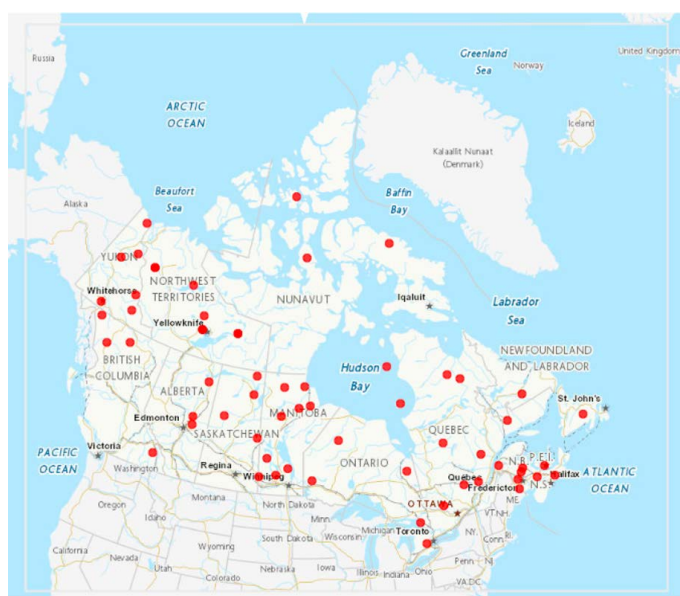 Greenland
Sea
Norway
United Kingdom
Russia
ARCTIC
OCEAN
Iceland
Kalaallit Nunaat
(Denmark)
Beaufort
Sea
Baffin
Bay
Alaska
YUKON
NORTHWEST
TERRITORIES
Whitehorse
NUNAVUT
Iqaluit
Labrador
Sea
Yellowknife
Hudson
Bay
NEWFOUNDLAND
AND LABRADOR
BRITISH
COLUMBIA
ALBERTA
MANITOBA
St. John's
Edmonton
SASKATCHEWAN
QUEBEC
PACIFIC
OCEAN
Victoria
Washington
Regina
Winnipeg
ONTARIO
N.B.
P.E.I.
Québec
Fredericton
N.S.
Halifax
ATLANTIC
OCEAN
Oregon
Montana
North Dakota
OTTAWA
ME
Idaho
Minn.
VT
NH
Wyoming
South Dakota
Wisconsin
Michigan
Toronto
NY
Conn
RI
California
Nevada
Utah
Colorado
Nebraska
Iowa
Illinois
Indiana
Ohio
Penn
NJ
VA
DC